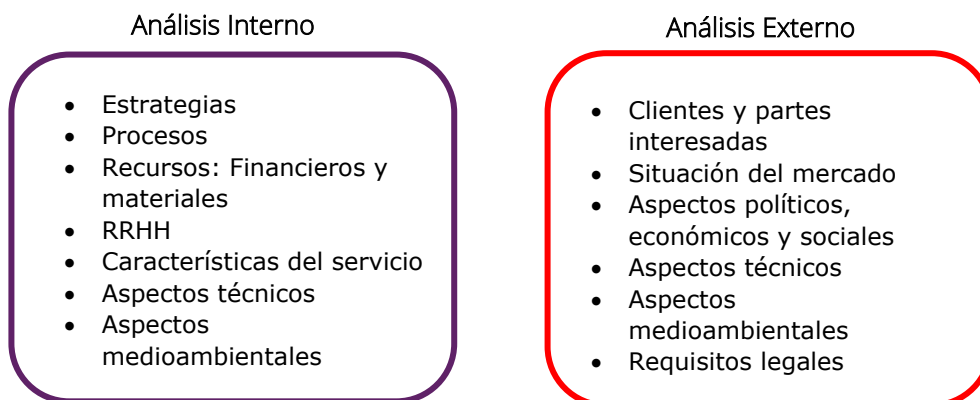 Análisis Interno
• Estrategias
• Procesos
• Recursos: Financieros y
materiales
• RRHH
• Características del servicio
• Aspectos técnicos
• Aspectos
medioambientales
Análisis Externo
• Clientes y partes
interesadas
• Situación del mercado
• Aspectos políticos,
económicos y sociales
• Aspectos técnicos
• Aspectos
medioambientales
• Requisitos legales